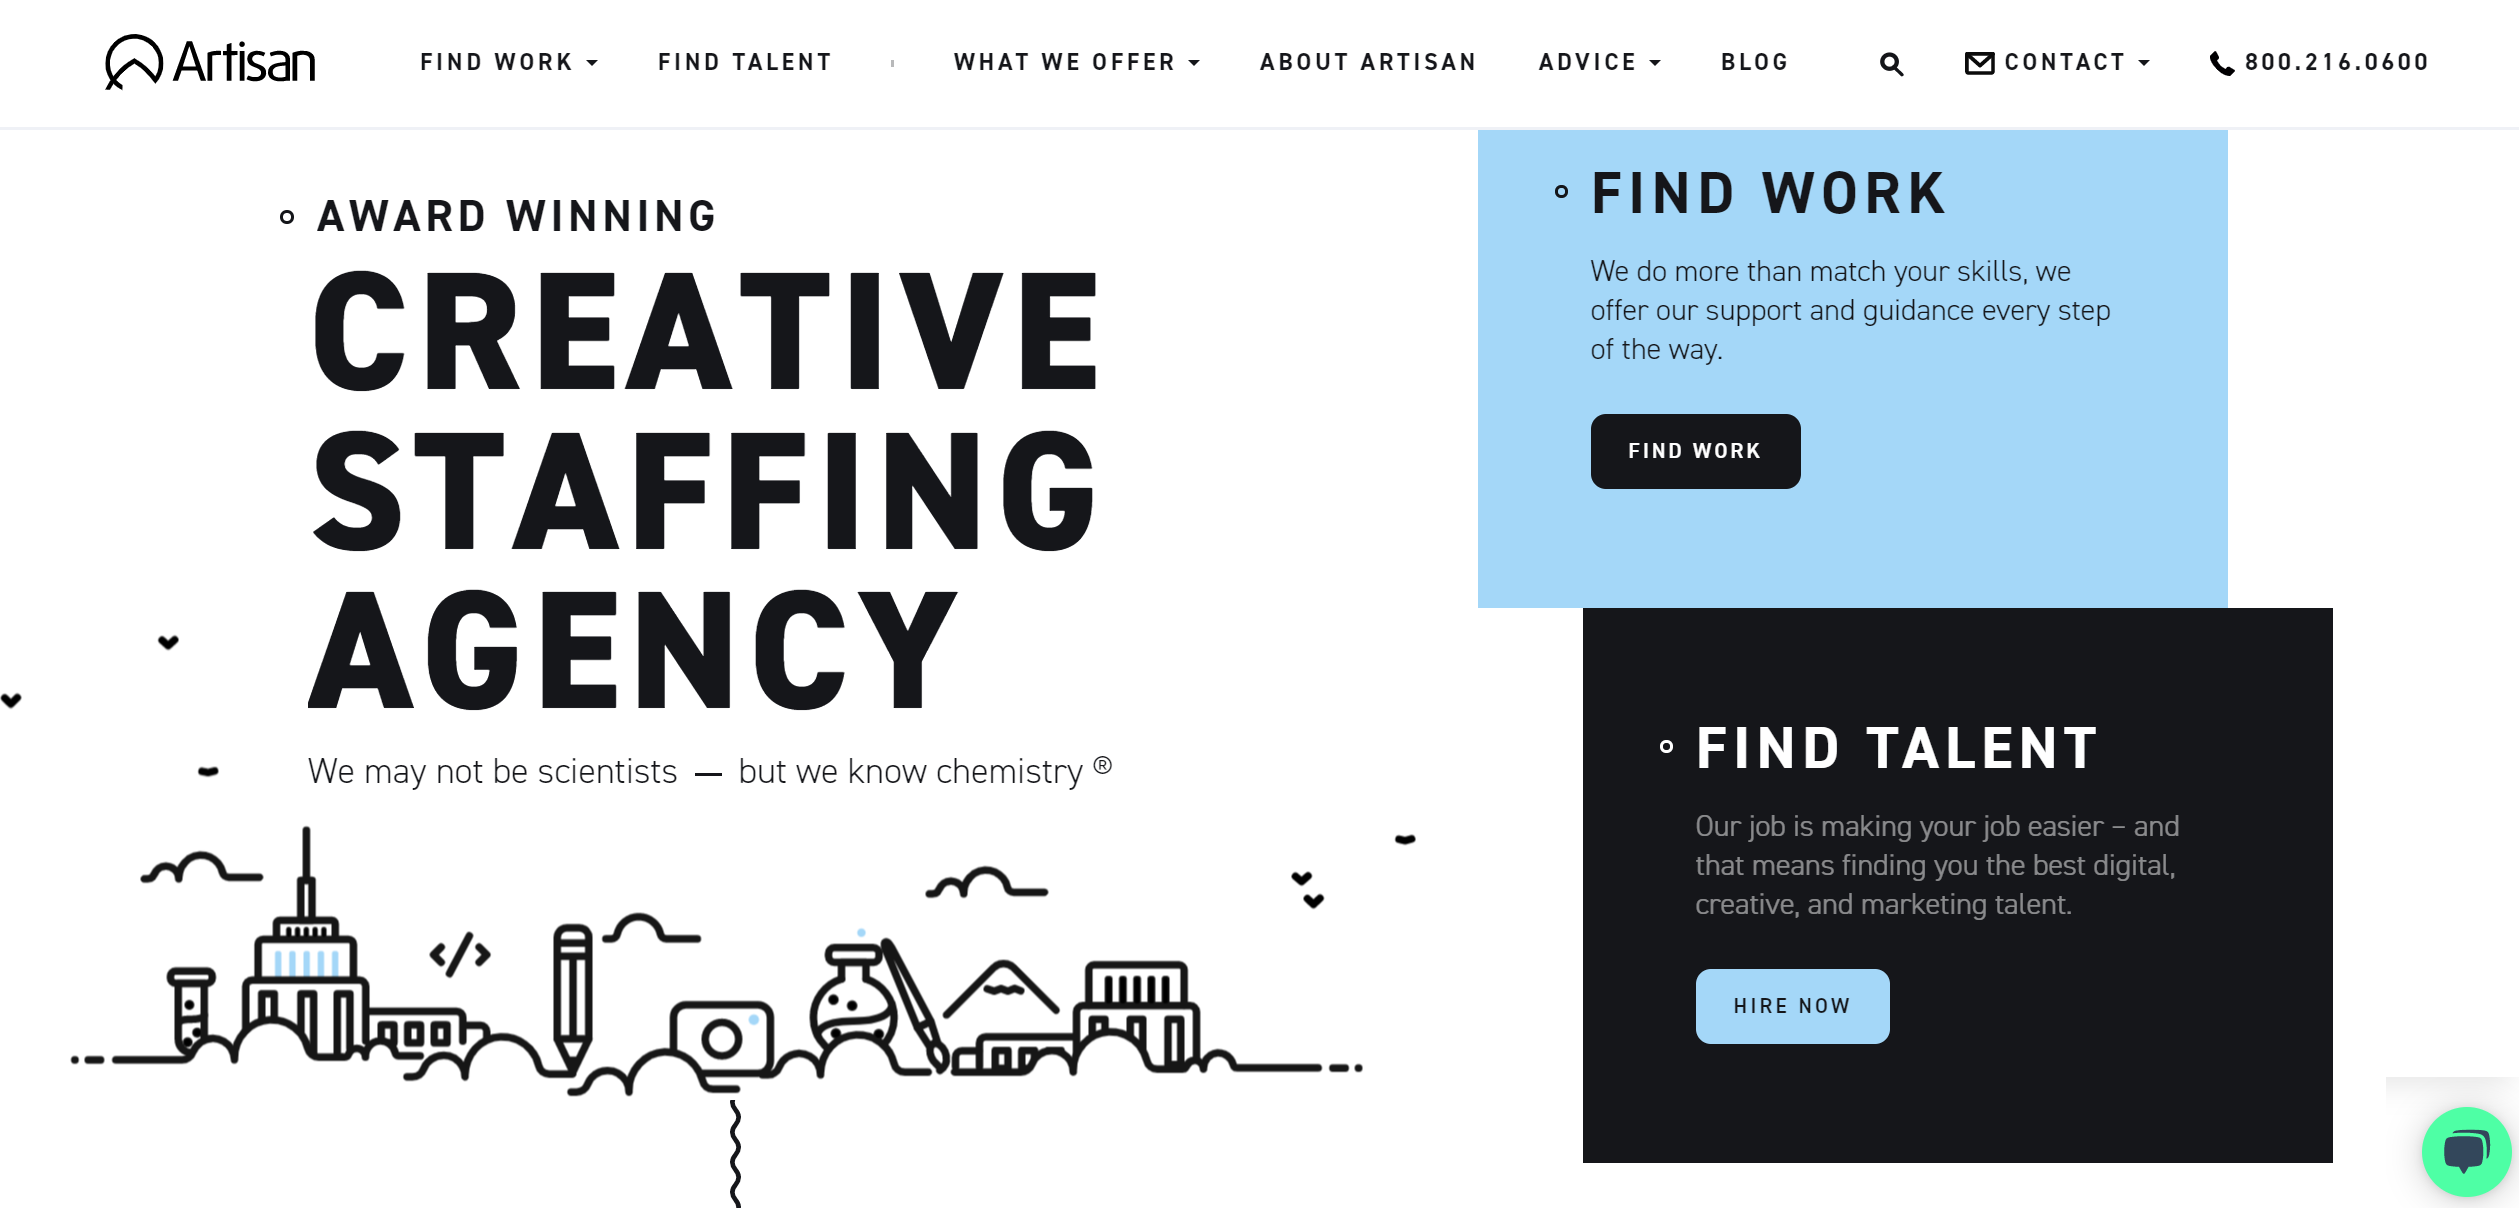 Artisan
FIND WORK
FIND TALENT
WHAT WE OFFER
ABOUT ARTISAN
ADVICE
BLOG
CONTACT
800.216.0600
AWARD WINNING
CREATIVE
STAFFING
AGENCY
We may not be scientists — but we know chemistry ®
</>
FIND WORK
We do more than match your skills, we
offer our support and guidance every step
of the way.
FIND WORK
FIND TALENT
Our job is making your job easier – and
that means finding you the best digital,
creative, and marketing talent.
HIRE NOW